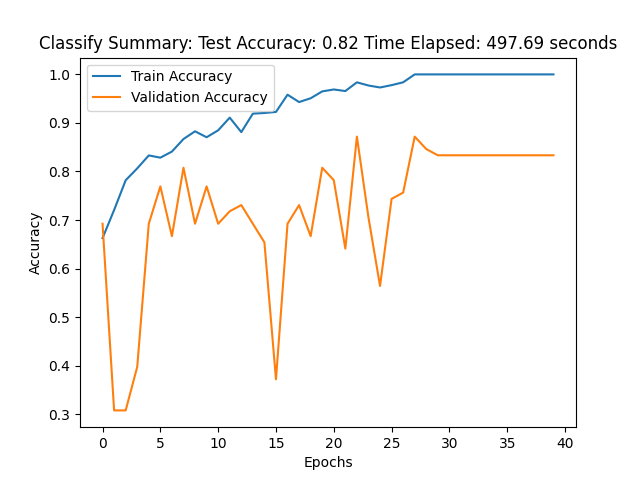 Classify Summary: Test Accuracy: 0.82 Time Elapsed: 497.69 seconds
Train Accuracy
Validation Accuracy
1.0
0.9
0.8
0.7
0.6
0.5
0.4
0.3
Accuracy
0 5 10 15 20 25 30 35 40
Epochs